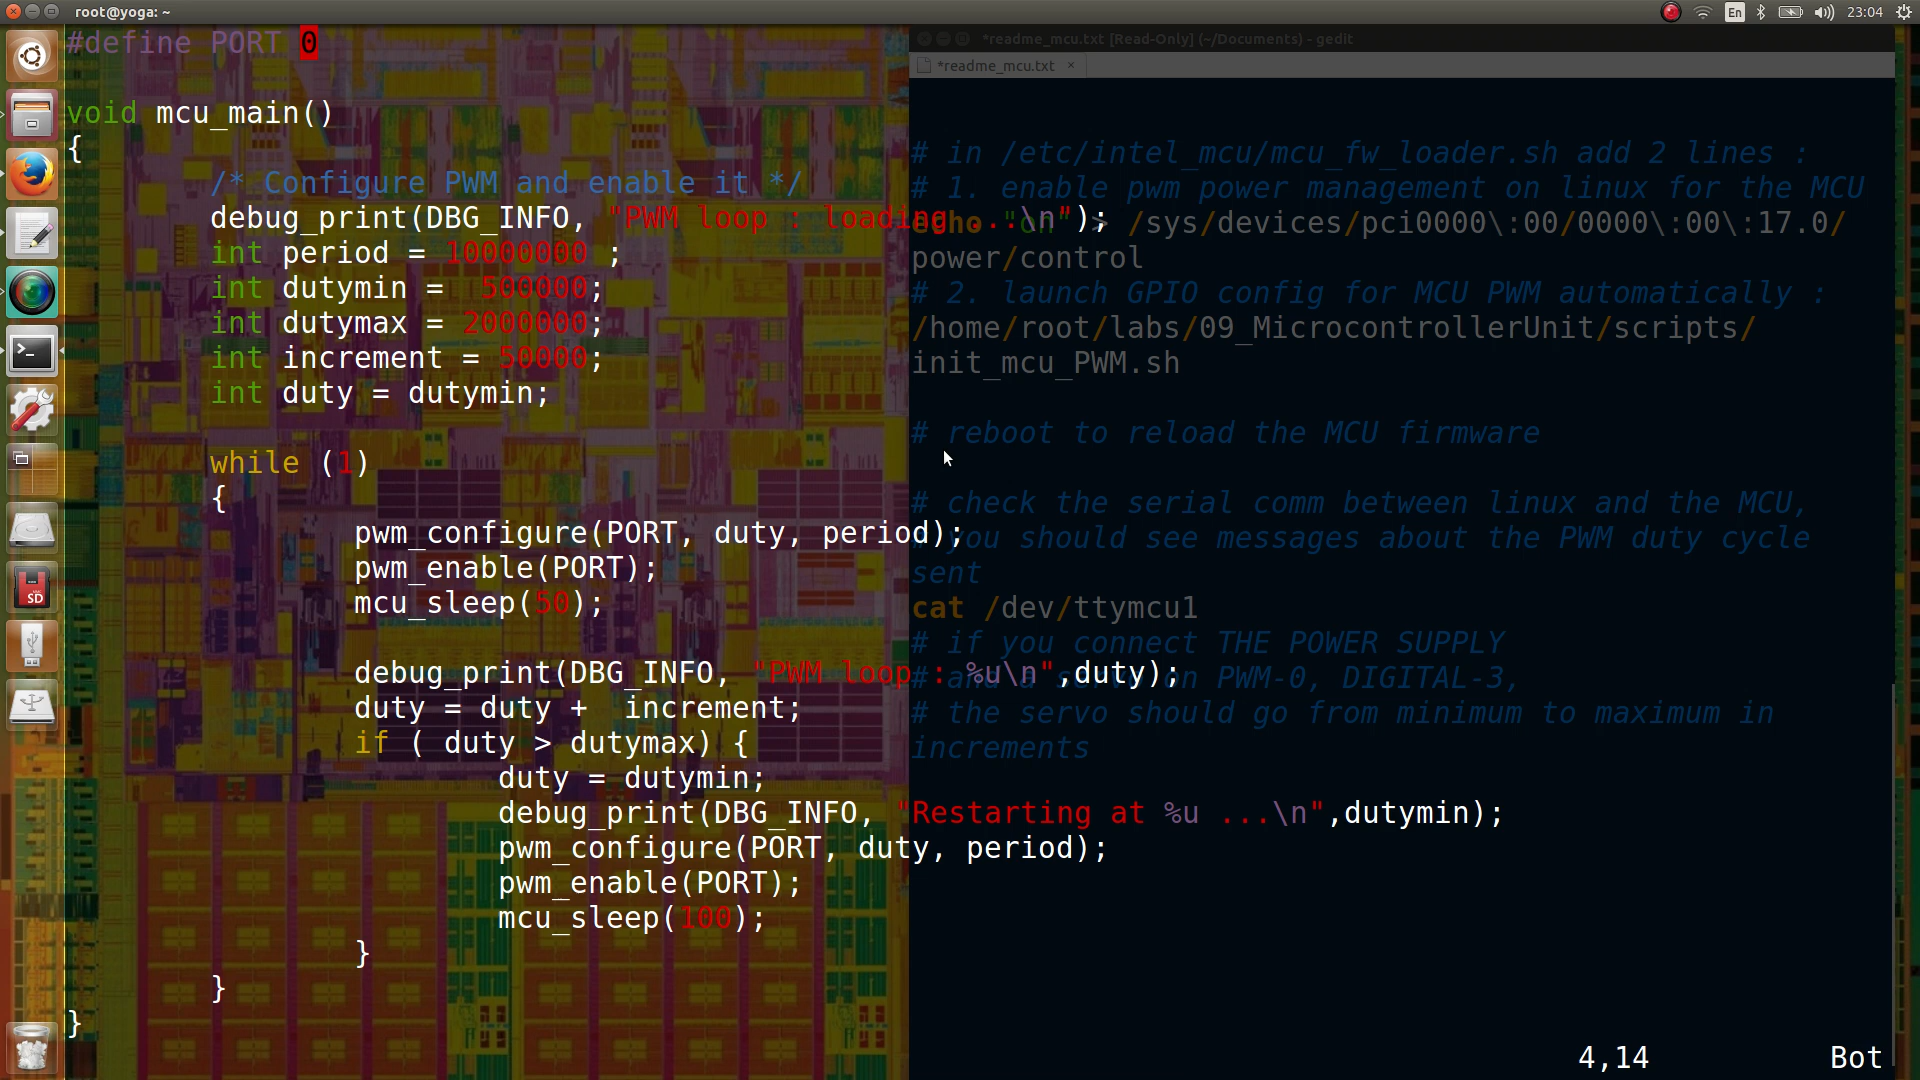 root@yoga: ~
En
23:04
#define PORT 0
void mcu_main()
{
/* Configure PWM and enable it */
debug_print(DBG_INFO, "PWM loop : loading ...\n");
int period = 10000000 ;
int dutymin =  500000;
int dutymax = 2000000;
int increment = 50000;
int duty = dutymin;
while (1)
{
pwm_configure(PORT, duty, period);
pwm_enable(PORT);
mcu_sleep(50);
debug_print(DBG_INFO, "PWM loop : %u\n",duty);
duty = duty +  increment;
if ( duty > dutymax) {
duty = dutymin;
debug_print(DBG_INFO, "Restarting at %u ...\n",dutymin);
pwm_configure(PORT, duty, period);
pwm_enable(PORT);
mcu_sleep(100);
}
}
}
4,14 Bot
*readme_mcu.txt [Read-Only] (~/Documents) - gedit
*readme_mcu.txt ×
# in /etc/intel_mcu/mcu_fw_loader.sh add 2 lines :
# 1. enable pwm power management on linux for the MCU
echo "on" > /sys/devices/pci0000\:00/0000\:00\:17.0/
power/control
# 2. launch GPIO config for MCU PWM automatically :
/home/root/labs/09_MicrocontrollerUnit/scripts/
init_mcu_PWM.sh
# reboot to reload the MCU firmware
# check the serial comm between linux and the MCU,
# you should see messages about the PWM duty cycle
sent
cat /dev/ttymcu1
# if you connect THE POWER SUPPLY
# and a servo on PWM-0, DIGITAL-3,
# the servo should go from minimum to maximum in
increments
SD